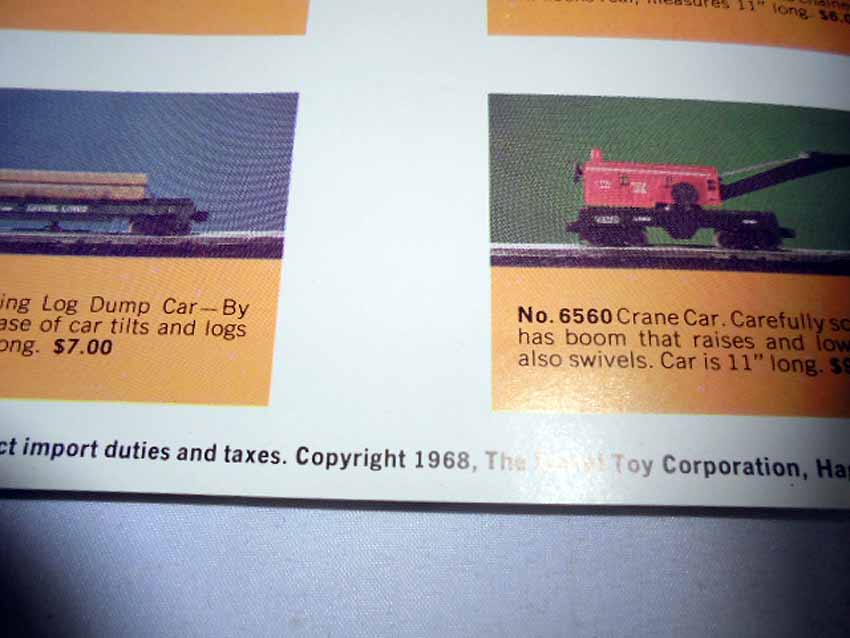 measures 11" long. $6.0
ing Log Dump Car—By
ase of car tilts and logs
ong. $7.00
No. 6560 Crane Car. Carefully sc
has boom that raises and low
also swivels. Car is 11" long. $9
ct import duties and taxes. Copyright 1968, The Toy Corporation, Ha